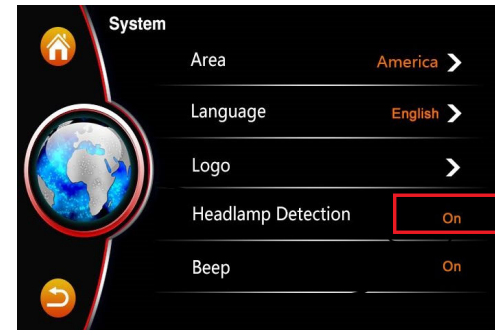 System
Area America
Language English
Logo
Headlamp Detection On
Beep On